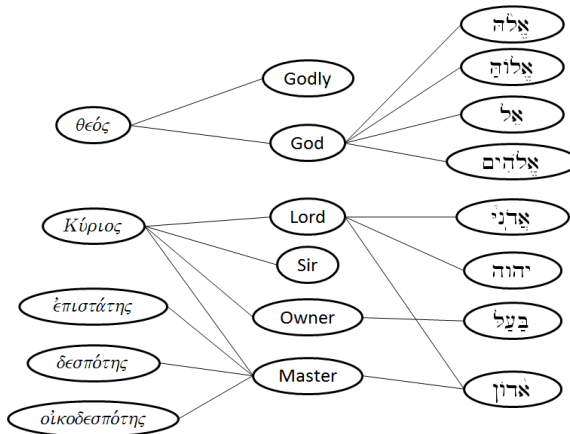 θεός
Κύριος
ἐπιστάτης
δεσπότης
οἰκοδεσπότης
Godly
God
Lord
Sir
Owner
Master
אֱלֹהּ
אֱלוֹהַּ
אֵל
אֱלֹהִים
אֲדֹנָי
יהוה
בַּעַל
אָדוֹן